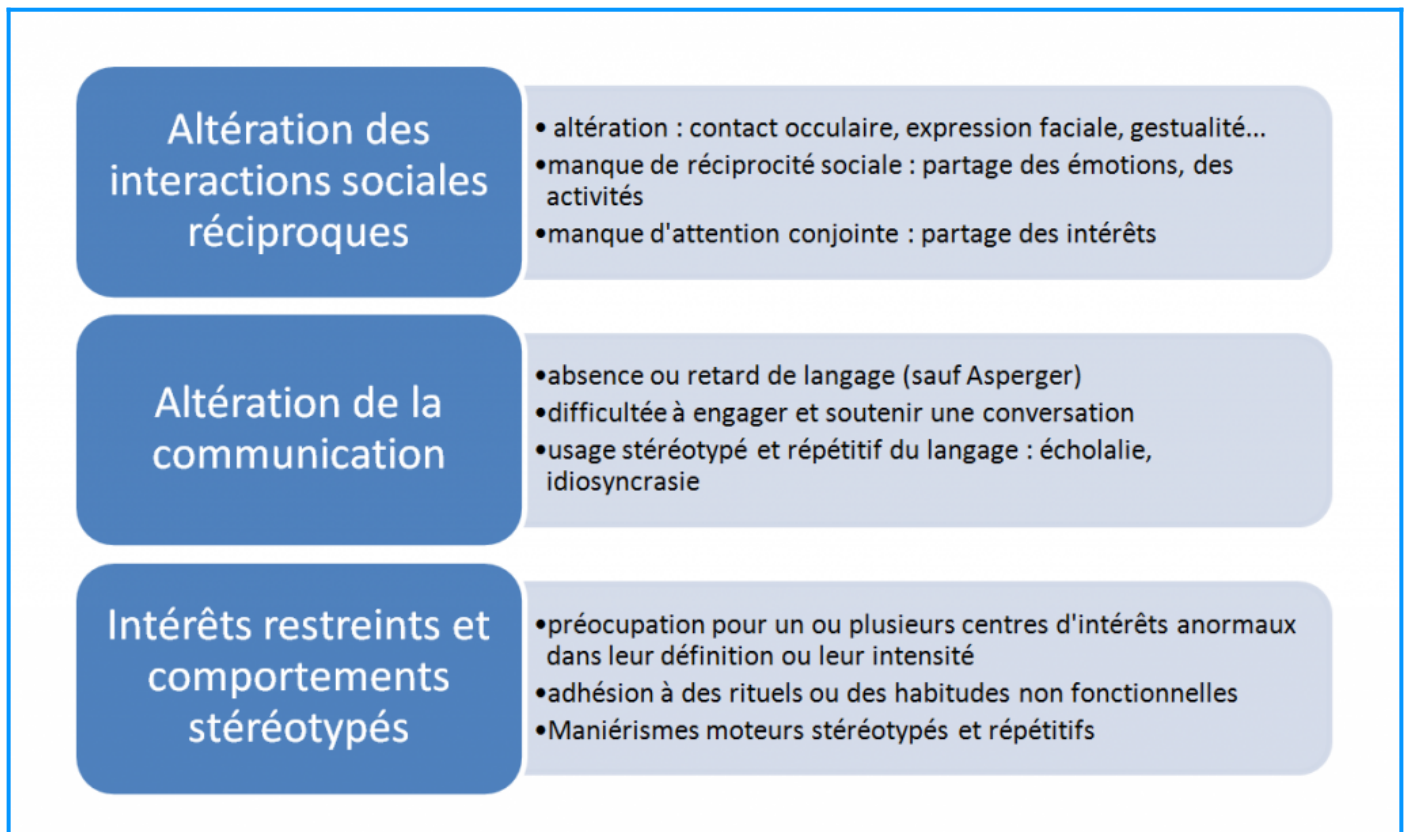 Altération des
interactions sociales
réciproques
• altération : contact occulaire, expression faciale, gestualité...
•manque de réciprocité sociale : partage des émotions, des
activités
•manque d'attention conjointe : partage des intérêts
Altération de la
communication
•absence ou retard de langage (sauf Asperger)
•difficultée à engager et soutenir une conversation
•usage stéréotypé et répétitif du langage : écholalie,
idiosyncrasie
Intérêts restreints et
comportements
stéréotypés
•préocupation pour un ou plusieurs centres d'intérêts anormaux
dans leur définition ou leur intensité
•adhésion à des rituels ou des habitudes non fonctionnelles
•Maniérismes moteurs stéréotypés et répétitifs